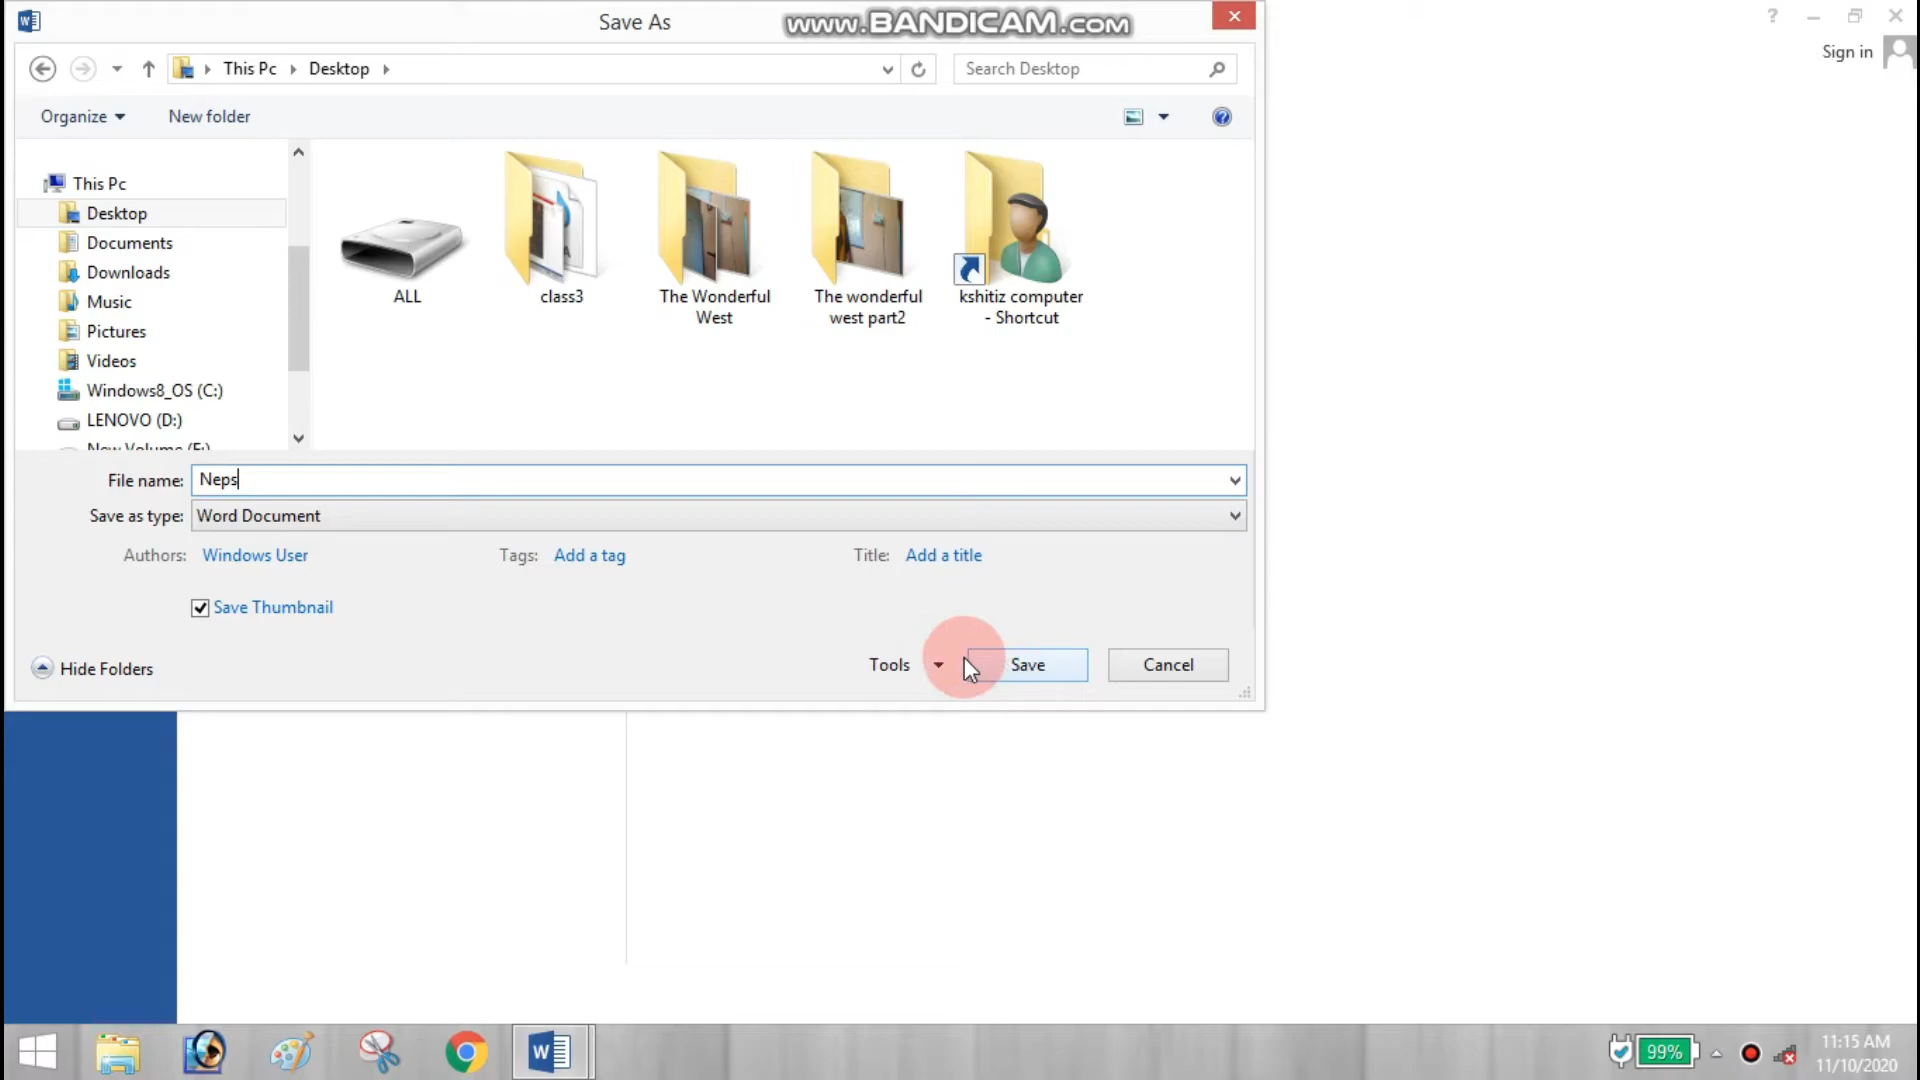 Save As
www.BANDICAM.com
Sign in
This Pc
Desktop
Search Desktop
Organize
New folder
This Pc
Desktop
Documents
Downloads
Music
Pictures
Videos
Windows8_OS (C:)
LENOVO (D:)
ALL
class3
The Wonderful
West
The wonderful
west part2
kshitiz computer
- Shortcut
File name: Neps
Save as type: Word Document
Authors: Windows User
Tags: Add a tag
Title: Add a title
Save Thumbnail
Hide Folders
Tools
Save
Cancel
99%
11:15 AM
11/10/2020